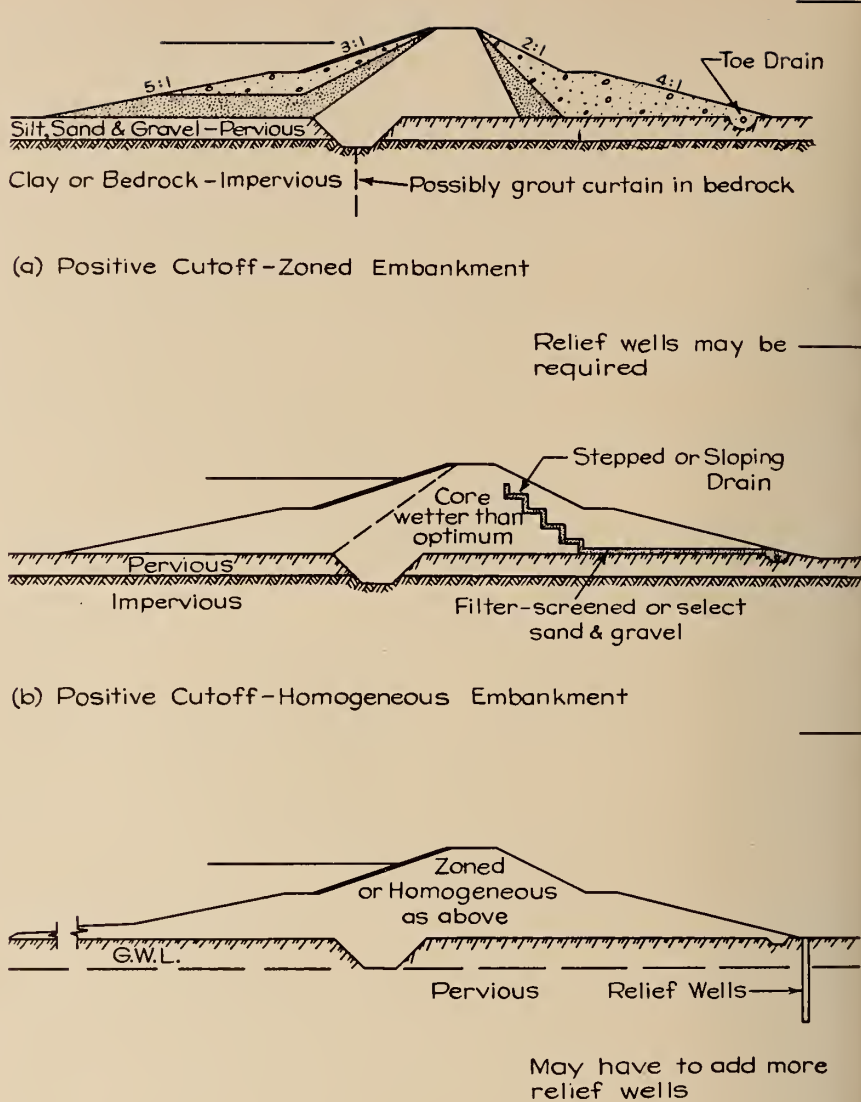 3:1
2:1
5:1
4:1
Toe Drain
Silt, Sand & Gravel-Pervious
Clay or Bedrock-Impervious
Possibly grout curtain in bedrock
(a) Positive Cutoff-Zoned Embankment
Relief wells may be
required
Stepped or Sloping
Drain
Core
wetter than
optimum
Pervious
Impervious
Filter-screened or select
sand & gravel
(b) Positive Cutoff-Homogeneous Embankment
Zoned
or Homogeneous
as above
G.W.L.
Pervious
Relief Wells
May have to add more
relief wells